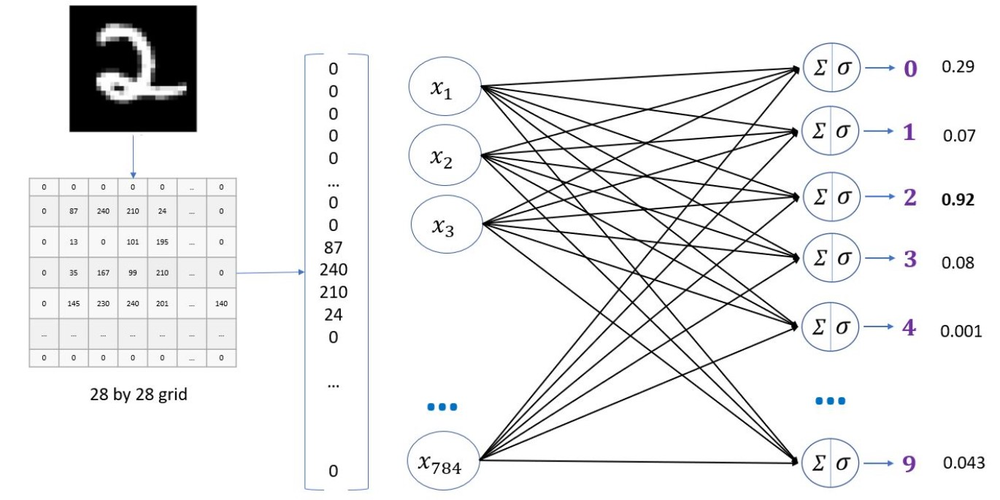 0 0 0 0 0 .. 0
0 87 240 210 24 ... 0
0 13 0 101 195 ... 0
0 35 167 99 210 ... 0
0 145 230 240 201 ... 140
... ... ... ... ... ... ...
0 0 0 0 0 ... 0
28 by 28 grid
0
0
0
0
0
...
0
0
87
240
210
24
0
...
0
x₁
x₂
x₃
...
x₇₈₄
Σ σ 0 0.29
Σ σ 1 0.07
Σ σ 2 0.92
Σ σ 3 0.08
Σ σ 4 0.001
...
Σ σ 9 0.043